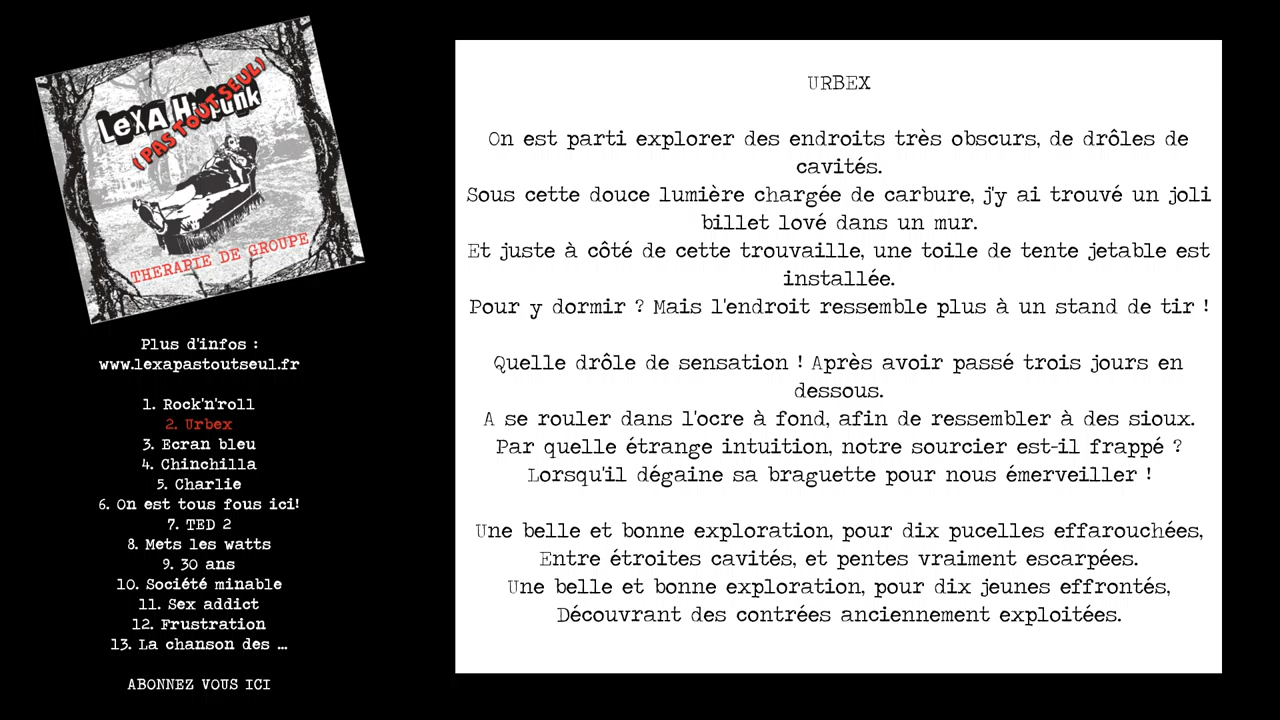 LeXA Hippunk
(PAS TOUT SEUL)
THERAPIE DE GROUPE
Plus d'infos :
www.lexapastoutseul.fr
1. Rock'n'roll
2. Urbex
3. Ecran bleu
4. Chinchilla
5. Charlie
6. On est tous fous ici!
7. TED 2
8. Mets les watts
9. 30 ans
10. Société minable
11. Sex addict
12. Frustration
13. La chanson des ...
ABONNEZ VOUS ICI
URBEX
On est parti explorer des endroits très obscurs, de drôles de
cavités.
Sous cette douce lumière chargée de carbure, j'y ai trouvé un joli
billet lové dans un mur.
Et juste à côté de cette trouvaille, une toile de tente jetable est
installée.
Pour y dormir ? Mais l'endroit ressemble plus à un stand de tir !
Quelle drôle de sensation ! Après avoir passé trois jours en
dessous.
A se rouler dans l'ocre à fond, afin de ressembler à des sioux.
Par quelle étrange intuition, notre sourcier est-il frappé ?
Lorsqu'il dégaine sa braguette pour nous émerveiller !
Une belle et bonne exploration, pour dix pucelles effarouchées,
Entre étroites cavités, et pentes vraiment escarpées.
Une belle et bonne exploration, pour dix jeunes effrontés,
Découvrant des contrées anciennement exploitées.